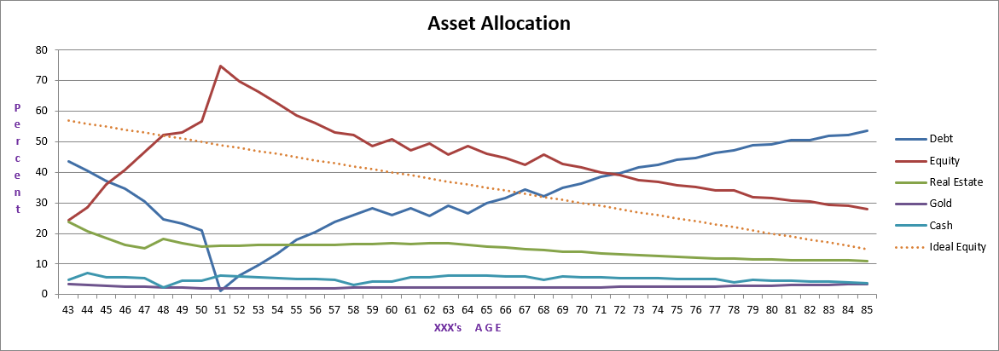 Asset Allocation
80
70
60
50
40
30
20
10
0
Percent
43 44 45 46 47 48 49 50 51 52 53 54 55 56 57 58 59 60 61 62 63 64 65 66 67 68 69 70 71 72 73 74 75 76 77 78 79 80 81 82 83 84 85
XXX's AGE
Debt
Equity
Real Estate
Gold
Cash
Ideal Equity